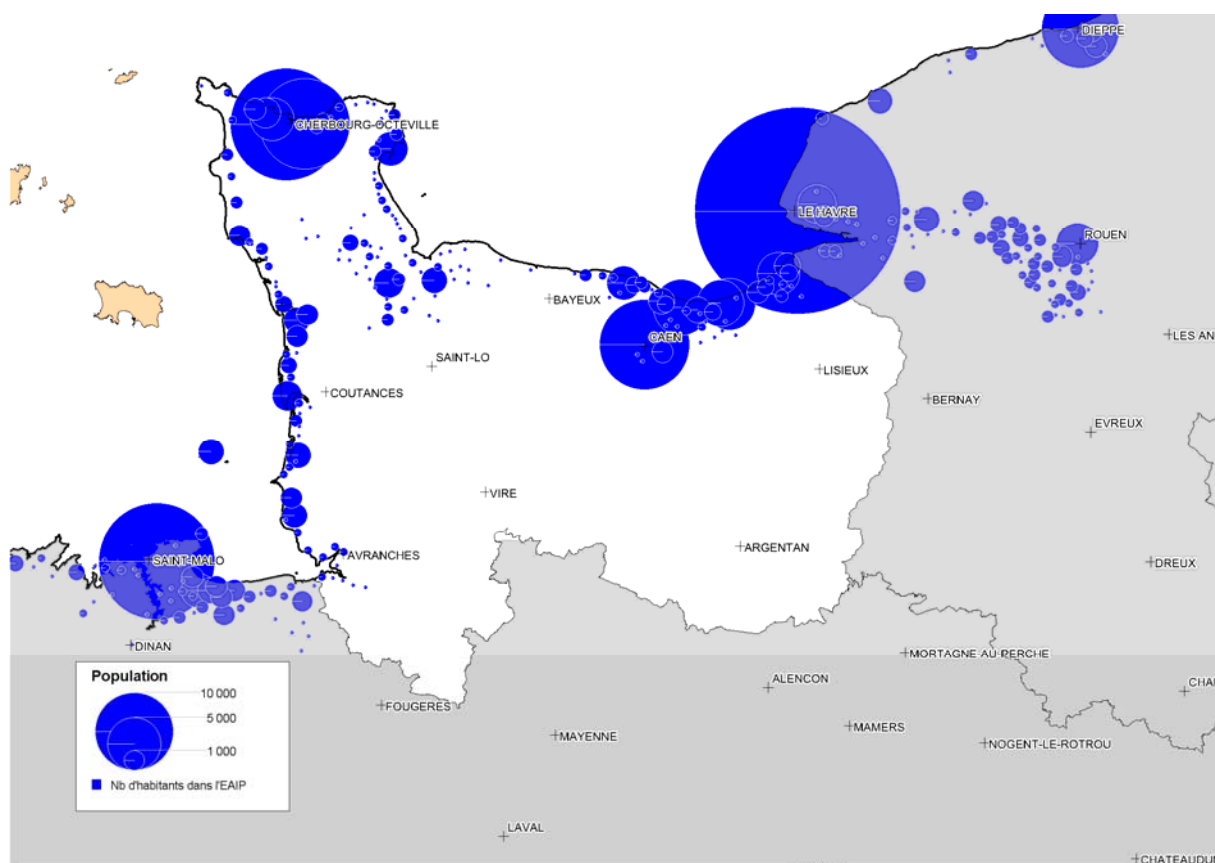 DIEPPE
CHERBOURG-OCTEVILLE
LE HAVRE
ROUEN
BAYEUX
CAEN
LES AN
SAINT-LO
LISIEUX
COUTANCES
BERNAY
EVREUX
VIRE
ARGENTAN
AVRANCHES
SAINT-MALO
DREUX
DINAN
MORTAGNE AU PERCHE
Population
10 000
5 000
1 000
Nb d'habitants dans l'EAIP
ALENCON
CHA
FOUGERES
MAYENNE
MAMERS
NOGENT-LE-ROTROU
LAVAL
CHATEAUDU